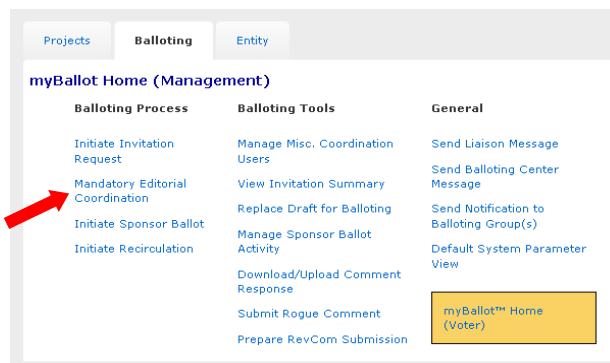 Projects
Balloting
Entity
myBallot Home (Management)
Balloting Process
Initiate Invitation
Request
Mandatory Editorial
Coordination
Initiate Sponsor Ballot
Initiate Recirculation
Balloting Tools
Manage Misc. Coordination
Users
View Invitation Summary
Replace Draft for Balloting
Manage Sponsor Ballot
Activity
Download/Upload Comment
Response
Submit Rogue Comment
Prepare RevCom Submission
General
Send Liaison Message
Send Balloting Center
Message
Send Notification to
Balloting Group(s)
Default System Parameter
View
myBallot™ Home
(Voter)